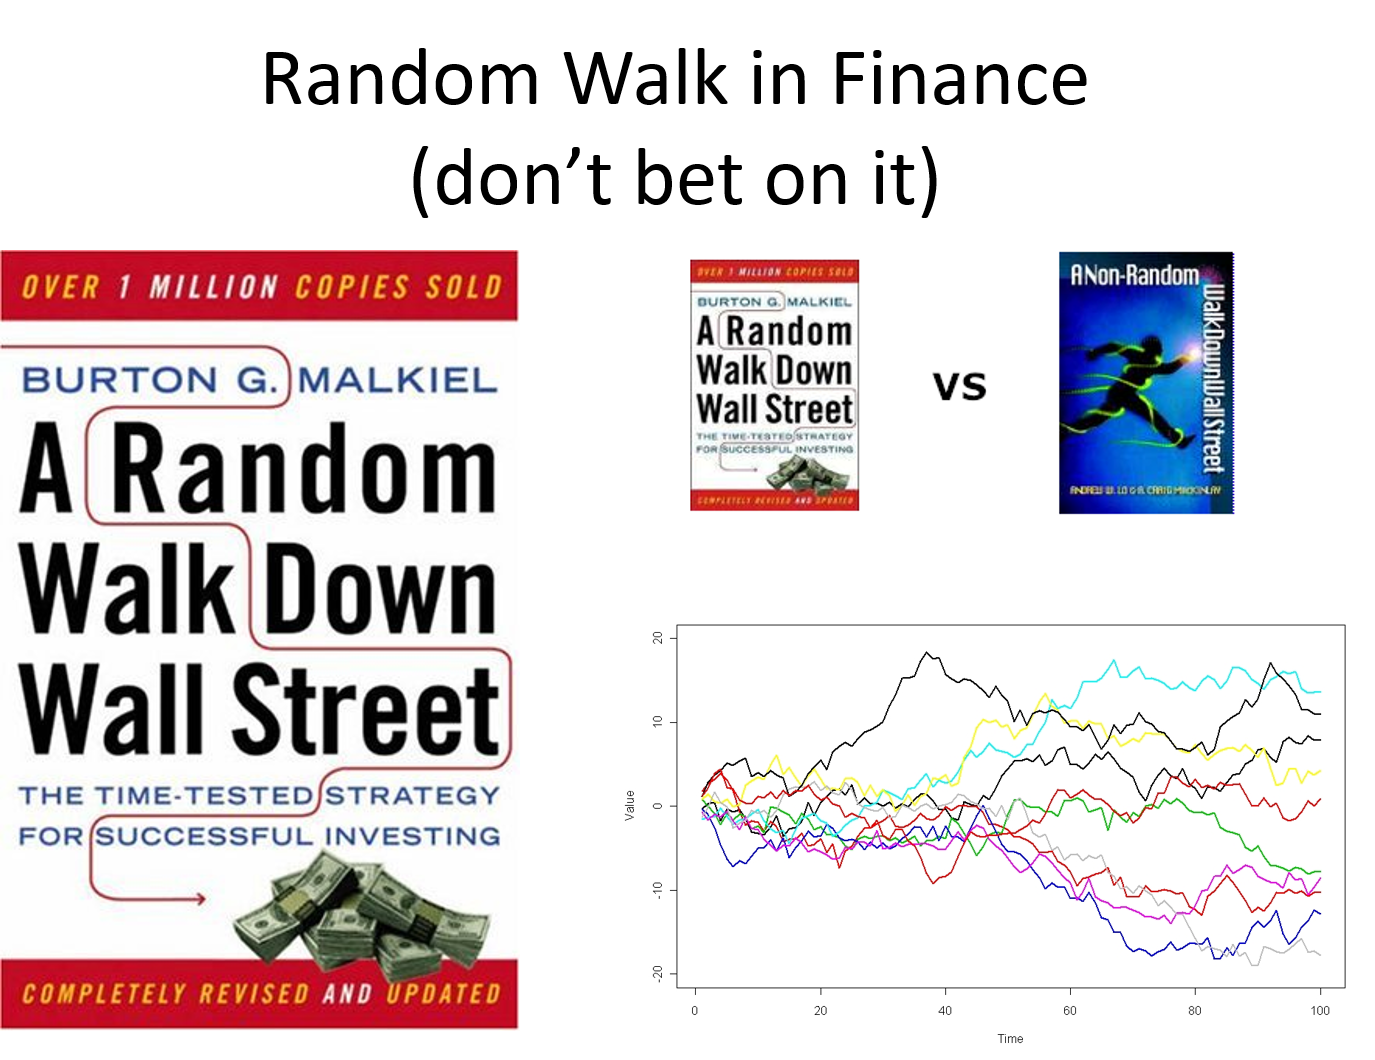 Random Walk in Finance
(don’t bet on it)
OVER 1 MILLION COPIES SOLD
BURTON G. MALKIEL
A Random
Walk Down
Wall Street
THE TIME-TESTED STRATEGY
FOR SUCCESSFUL INVESTING
COMPLETELY REVISED AND UPDATED
OVER 1 MILLION COPIES SOLD
BURTON G. MALKIEL
A Random
Walk Down
Wall Street
THE TIME-TESTED STRATEGY
FOR SUCCESSFUL INVESTING
COMPLETELY REVISED AND UPDATED
vs
A Non-Random
Walk Down Wall Street
ANDREW W. LO & A. CRAIG MACKINLAY
20
10
0
-10
-20
Value
0 20 40 60 80 100
Time